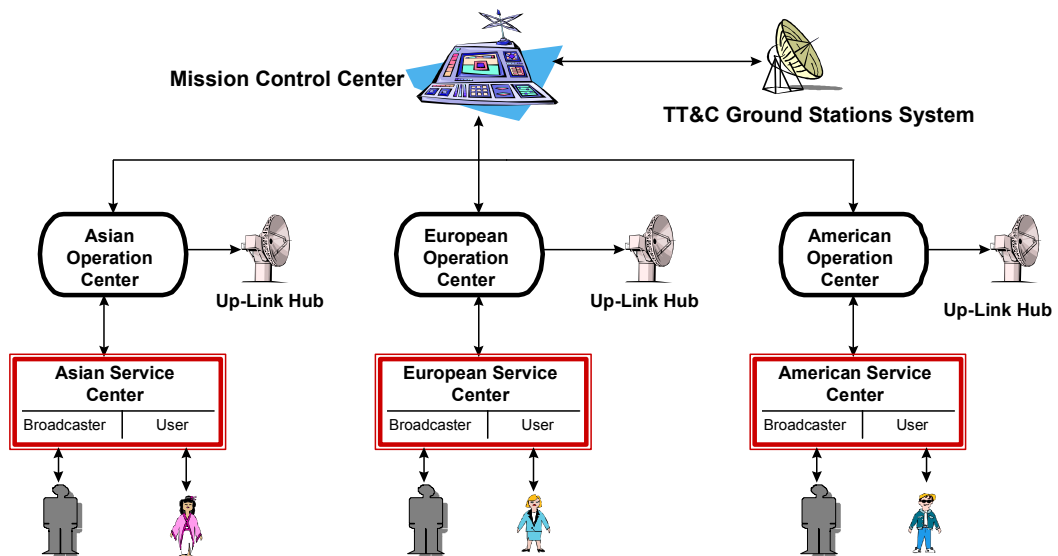 Mission Control Center
TT&C Ground Stations System
Asian
Operation
Center
Up-Link Hub
European
Operation
Center
Up-Link Hub
American
Operation
Center
Up-Link Hub
Asian Service
Center
Broadcaster
User
European Service
Center
Broadcaster
User
American Service
Center
Broadcaster
User